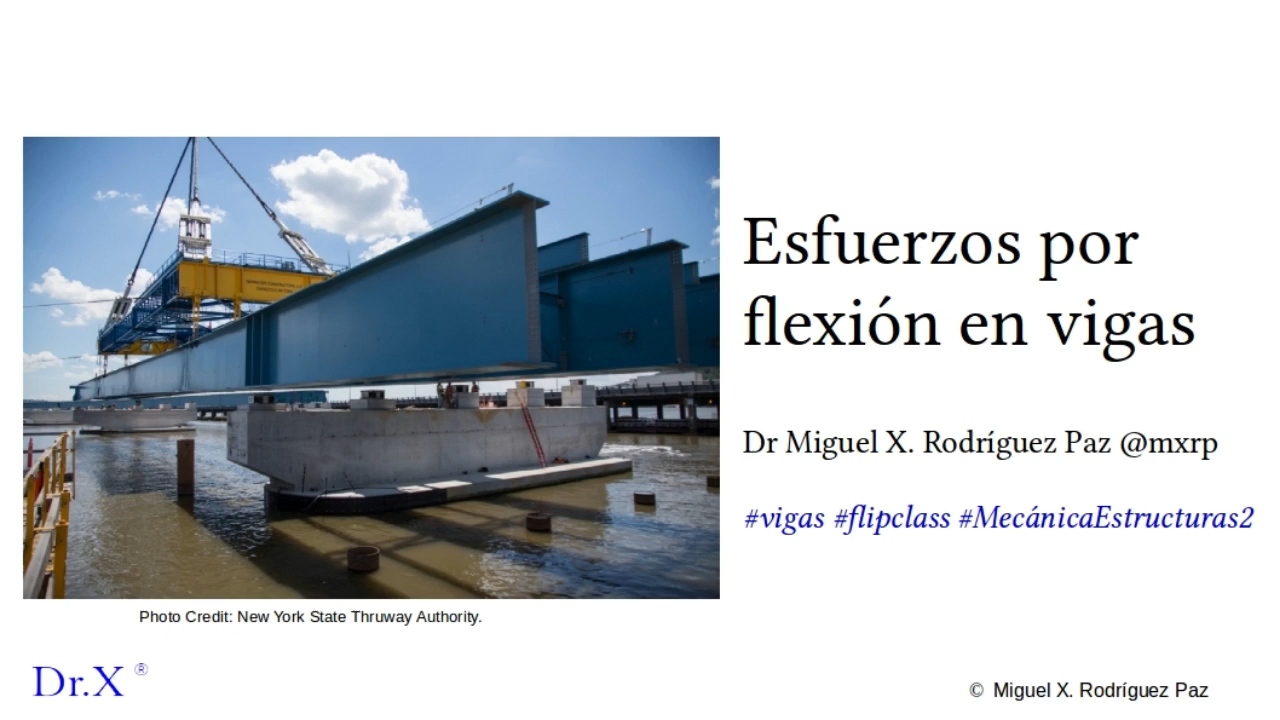 Esfuerzos por
flexión en vigas
Dr Miguel X. Rodríguez Paz @mxrp
#vigas #flipclass #MecánicaEstructuras2
Photo Credit: New York State Thruway Authority.
Dr.X ®
© Miguel X. Rodríguez Paz